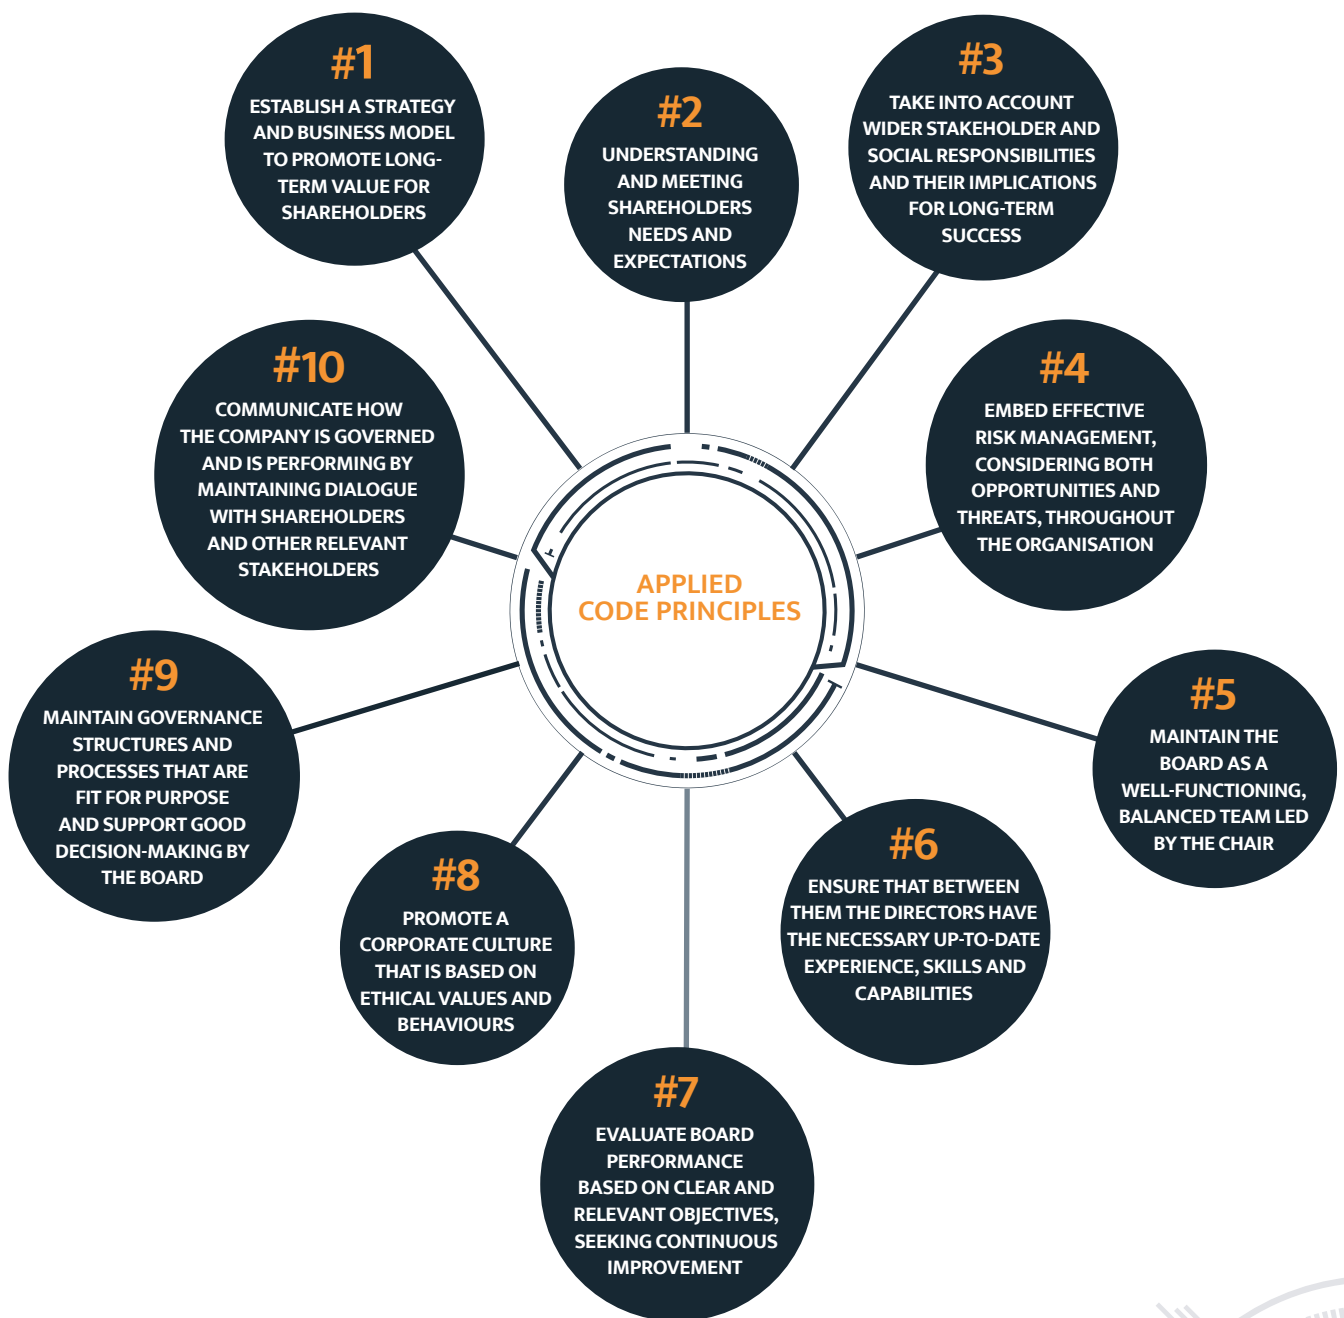 #1
ESTABLISH A STRATEGY
AND BUSINESS MODEL
TO PROMOTE LONG-
TERM VALUE FOR
SHAREHOLDERS
#2
UNDERSTANDING
AND MEETING
SHAREHOLDERS
NEEDS AND
EXPECTATIONS
#3
TAKE INTO ACCOUNT
WIDER STAKEHOLDER AND
SOCIAL RESPONSIBILITIES
AND THEIR IMPLICATIONS
FOR LONG-TERM
SUCCESS
#4
EMBED EFFECTIVE
RISK MANAGEMENT,
CONSIDERING BOTH
OPPORTUNITIES AND
THREATS, THROUGHOUT
THE ORGANISATION
#5
MAINTAIN THE
BOARD AS A
WELL-FUNCTIONING,
BALANCED TEAM LED
BY THE CHAIR
#6
ENSURE THAT BETWEEN
THEM THE DIRECTORS HAVE
THE NECESSARY UP-TO-DATE
EXPERIENCE, SKILLS AND
CAPABILITIES
#7
EVALUATE BOARD
PERFORMANCE
BASED ON CLEAR AND
RELEVANT OBJECTIVES,
SEEKING CONTINUOUS
IMPROVEMENT
#8
PROMOTE A
CORPORATE CULTURE
THAT IS BASED ON
ETHICAL VALUES AND
BEHAVIOURS
#9
MAINTAIN GOVERNANCE
STRUCTURES AND
PROCESSES THAT ARE
FIT FOR PURPOSE
AND SUPPORT GOOD
DECISION-MAKING BY
THE BOARD
#10
COMMUNICATE HOW
THE COMPANY IS GOVERNED
AND IS PERFORMING BY
MAINTAINING DIALOGUE
WITH SHAREHOLDERS
AND OTHER RELEVANT
STAKEHOLDERS
APPLIED
CODE PRINCIPLES